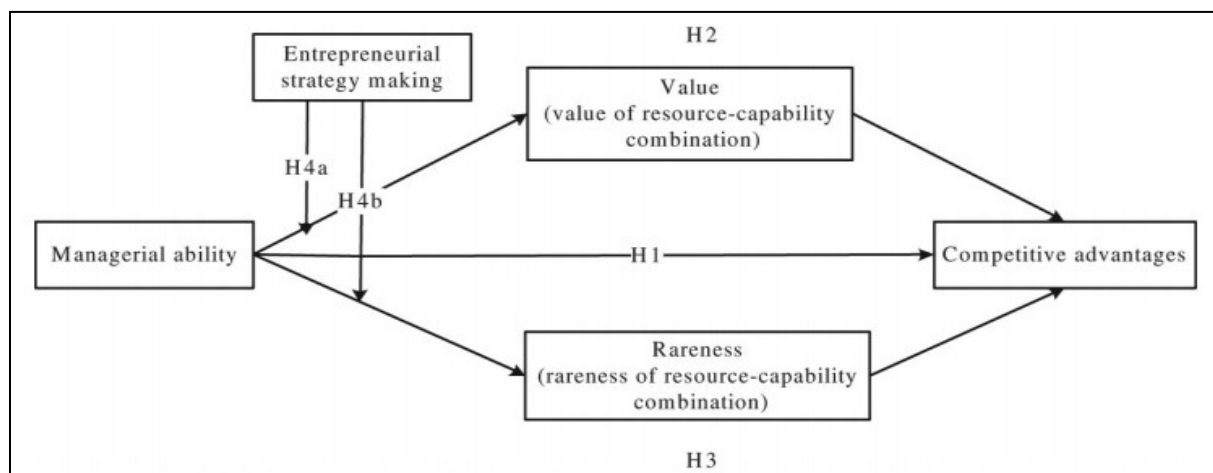 H2
Entrepreneurial
strategy making
Value
(value of resource-capability
combination)
H4a
H4b
Managerial ability
H1
Competitive advantages
Rareness
(rareness of resource-capability
combination)
H3